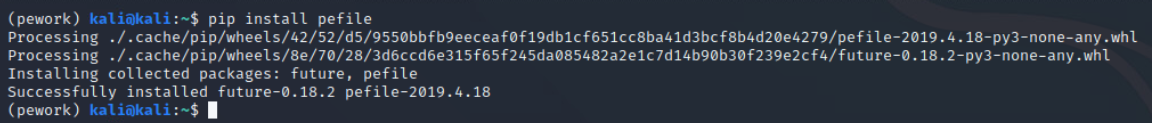 (pework) kali@kali:~$ pip install pefile
Processing ./.cache/pip/wheels/42/52/d5/9550bbfb9eeceaf0f19db1cf651cc8ba41d3bcf8b4d20e4279/pefile-2019.4.18-py3-none-any.whl
Processing ./.cache/pip/wheels/8e/70/28/3d6ccd6e315f65f245da085482a2e1c7d14b90b30f239e2cf4/future-0.18.2-py3-none-any.whl
Installing collected packages: future, pefile
Successfully installed future-0.18.2 pefile-2019.4.18
(pework) kali@kali:~$